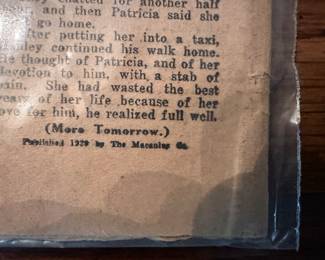 chatted for another half
hour, and then Patricia said she
go home.
After putting her into a taxi,
continued his walk home.
He thought of Patricia, and of her
devotion to him, with a stab of
pain. She had wasted the best
years of her life because of her
love for him, he realized full well.
(More Tomorrow.)
Published 1929 by The Macaulay Co.